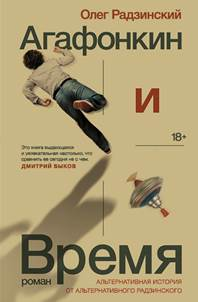 Олег Радзинский
Агафонкин
и
18+
Эта книга выдающаяся
и увлекательная настолько, что
сравнить ее сегодня не с чем.
ДМИТРИЙ БЫКОВ
Время
роман
АЛЬТЕРНАТИВНАЯ ИСТОРИЯ
ОТ АЛЬТЕРНАТИВНОГО РАДЗИНСКОГО